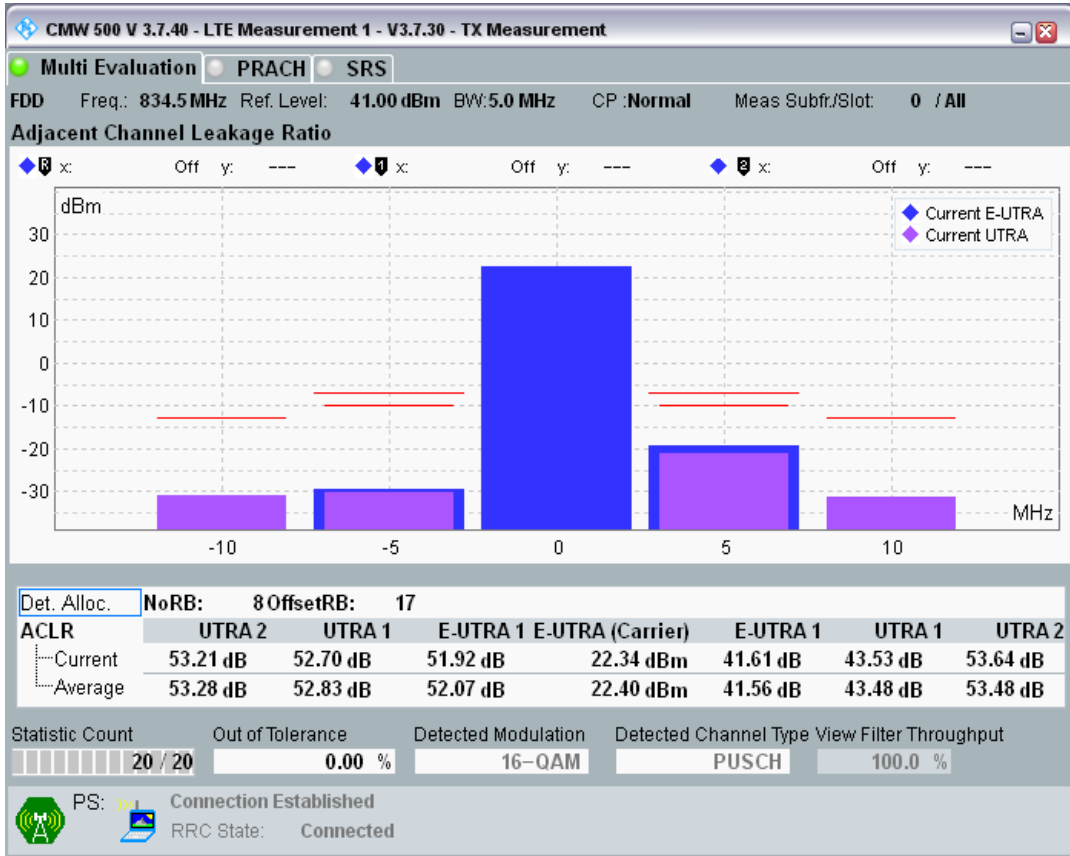 CMW 500 V 3.7.40 - LTE Measurement 1 - V3.7.30 - TX Measurement
Multi Evaluation PRACH SRS
FDD Freq.: 834.5 MHz Ref. Level: 41.00 dBm BW: 5.0 MHz CP :Normal Meas Subfr./Slot: 0 / All
Adjacent Channel Leakage Ratio
R x: Off y: --- 1 x: Off y: --- 2 x: Off y: ---
dBm
Current E-UTRA
Current UTRA
30
20
10
0
-10
-20
-30
MHz
-10 -5 0 5 10
Det. Alloc. NoRB: 8 OffsetRB: 17
ACLR UTRA 2 UTRA 1 E-UTRA 1 E-UTRA (Carrier) E-UTRA 1 UTRA 1 UTRA 2
Current 53.21 dB 52.70 dB 51.92 dB 22.34 dBm 41.61 dB 43.53 dB 53.64 dB
Average 53.28 dB 52.83 dB 52.07 dB 22.40 dBm 41.56 dB 43.48 dB 53.48 dB
Statistic Count Out of Tolerance Detected Modulation Detected Channel Type View Filter Throughput
20 / 20 0.00 % 16-QAM PUSCH 100.0 %
PS: Connection Established
RRC State: Connected